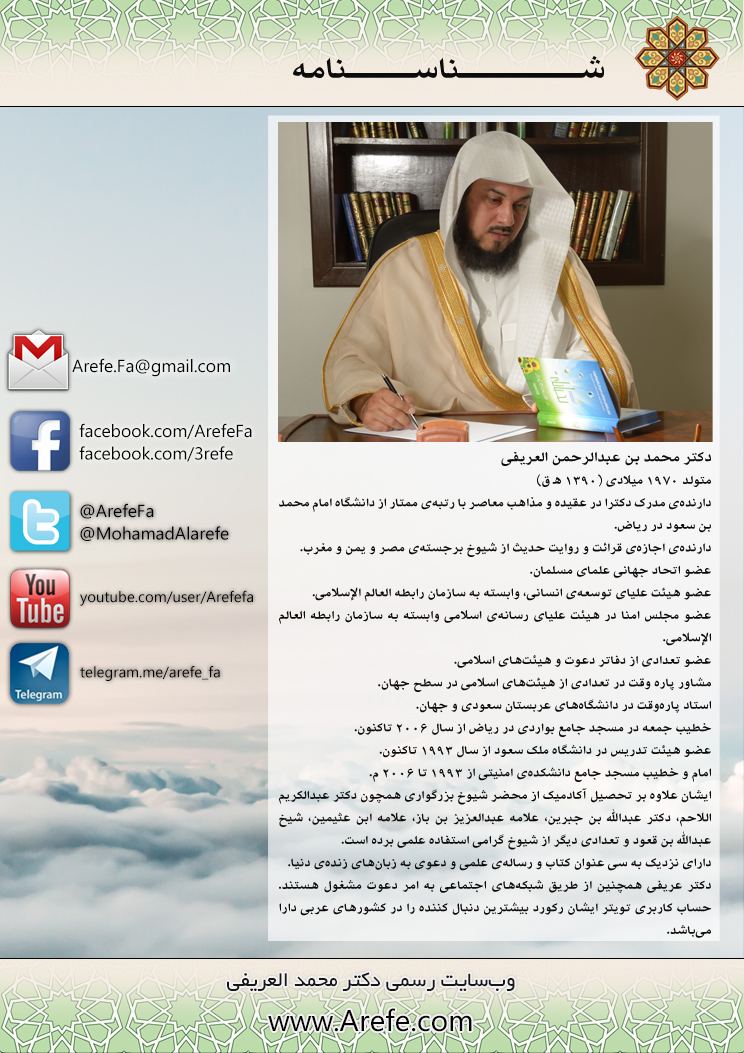 شــــــناســــنامه
دکتر محمد بن عبدالرحمن العریفی
متولد ۱۹۷۰ میلادی (۱۳۹۰ هـ ق)
دارنده‌ی مدرک دکترا در عقیده و مذاهب معاصر با رتبه‌ی ممتاز از دانشگاه امام محمد
بن سعود در ریاض.
دارنده‌ی اجازه‌ی قرائت و روایت حدیث از شیوخ برجسته‌ی مصر و یمن و مغرب.
عضو اتحاد جهانی علمای مسلمان.
عضو هیئت علیای توسعه‌ی انسانی، وابسته به سازمان رابطه العالم الإسلامی.
عضو مجلس امنا در هیئت علیای رسانه‌ی اسلامی وابسته به سازمان رابطه العالم
الإسلامی.
عضو تعدادی از دفاتر دعوت و هیئت‌های اسلامی.
مشاور پاره وقت در تعدادی از هیئت‌های اسلامی در سطح جهان.
استاد پاره‌وقت در دانشگاه‌های عربستان سعودی و جهان.
خطیب جمعه در مسجد جامع بواردی در ریاض از سال ۲۰۰۶ تاکنون.
عضو هیئت تدریس در دانشگاه ملک سعود از سال ۱۹۹۳ تاکنون.
امام و خطیب مسجد جامع دانشکده‌ی امنیتی از ۱۹۹۳ تا ۲۰۰۶ م.
ایشان علاوه بر تحصیل آکادمیک از محضر شیوخ بزرگواری همچون دکتر عبدالکریم
اللاحم، دکتر عبدالله بن جبرین، علامه عبدالعزیز بن باز، علامه ابن عثیمین، شیخ
عبدالله بن قعود و تعدادی دیگر از شیوخ گرامی استفاده علمی برده است.
دارای نزدیک به سی عنوان کتاب و رساله‌ی علمی و دعوی به زبان‌های زنده‌ی دنیا.
دکتر عریفی همچنین از طریق شبکه‌های اجتماعی به امر دعوت مشغول هستند.
حساب کاربری تویتر ایشان رکورد بیشترین دنبال کننده را در کشورهای عربی دارا
می‌باشد.
Arefe.Fa@gmail.com
facebook.com/ArefeFa
facebook.com/3refe
@ArefeFa
@MohamadAlarefe
You
Tube
youtube.com/user/Arefefa
telegram.me/arefe_fa
Telegram
وب‌سایت رسمی دکتر محمد العریفی
www.Arefe.com